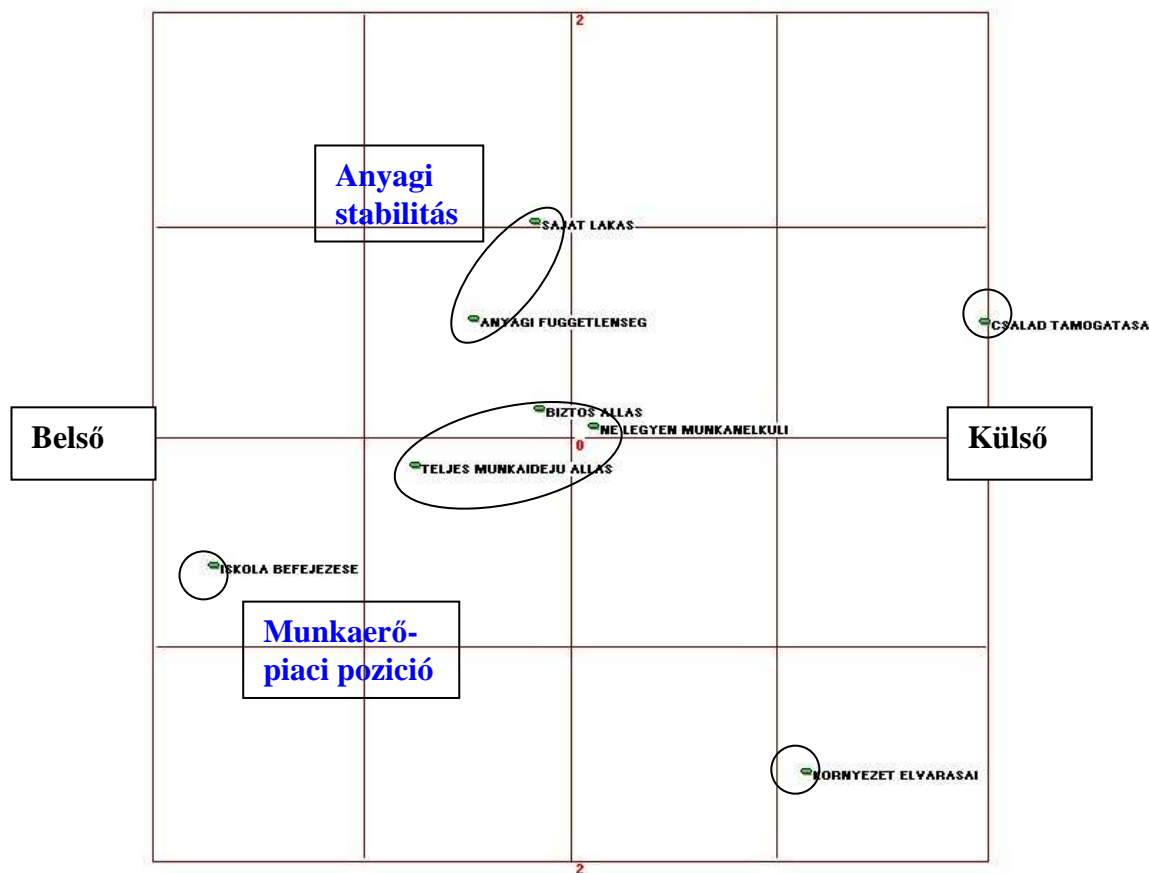 2
Anyagi
stabilitás
SAJAT LAKAS
ANYAGI FUGGETLENSEG
CSALAD TAMOGATASA
BIZTOS ALLAS
NE LEGYEN MUNKANELKULI
Belső
Külső
0
TELJES MUNKAIDEJU ALLAS
ISKOLA BEFEJEZESE
Munkaerő-
piaci pozició
KORNYEZET ELVARASAI
2